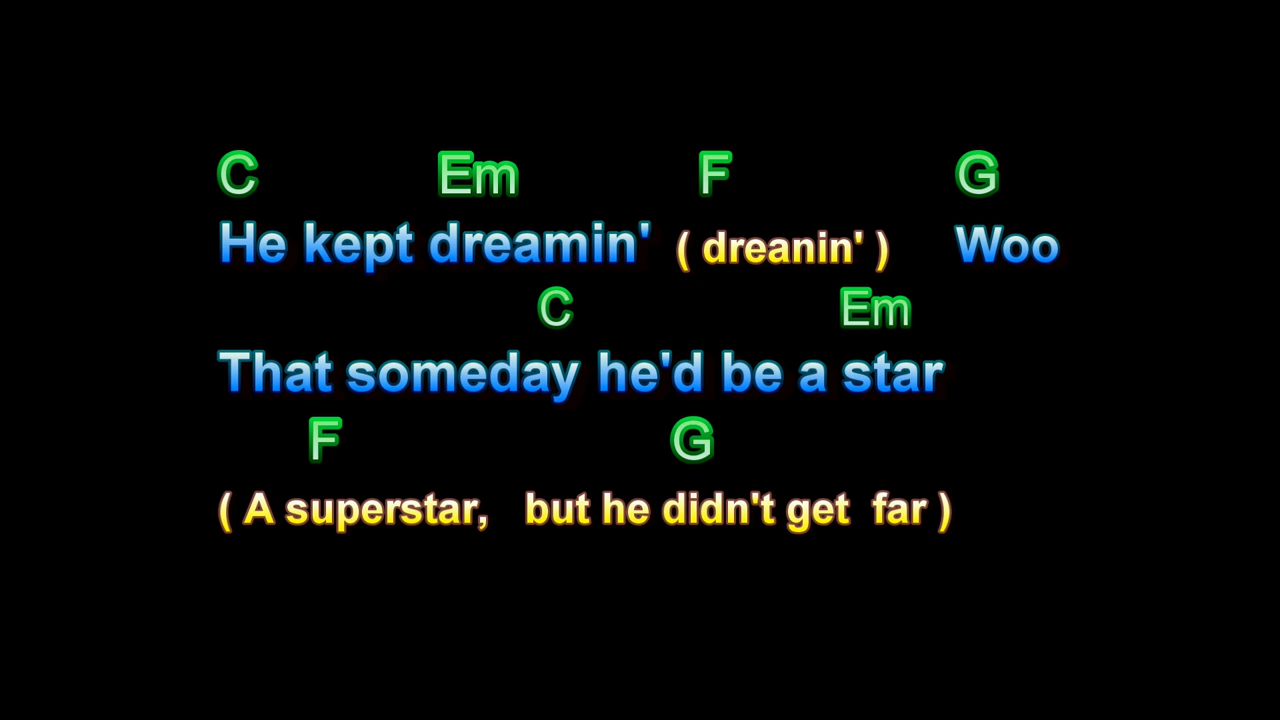 C Em F G
He kept dreamin' ( dreanin' ) Woo
C Em
That someday he'd be a star
F G
( A superstar, but he didn't get far )